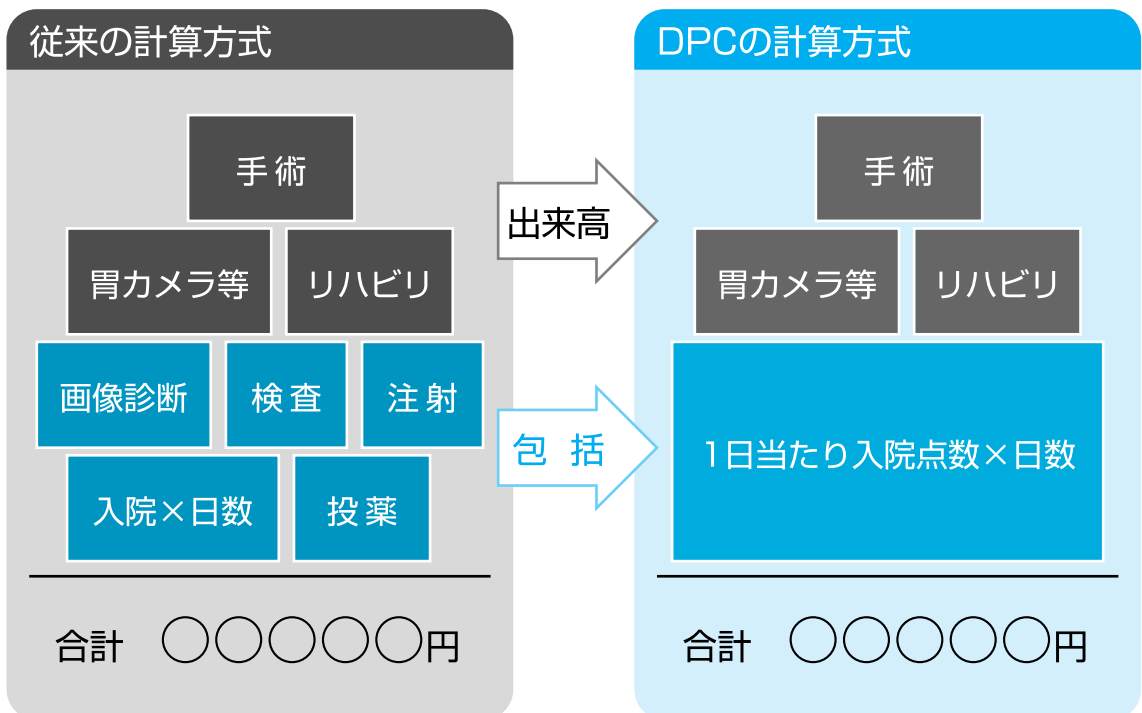 従来の計算方式
手術
胃カメラ等 リハビリ
画像診断 検査 注射
入院×日数 投薬
合計 〇〇〇〇〇円
出来高
包括
DPCの計算方式
手術
胃カメラ等 リハビリ
1日当たり入院点数×日数
合計 〇〇〇〇〇円